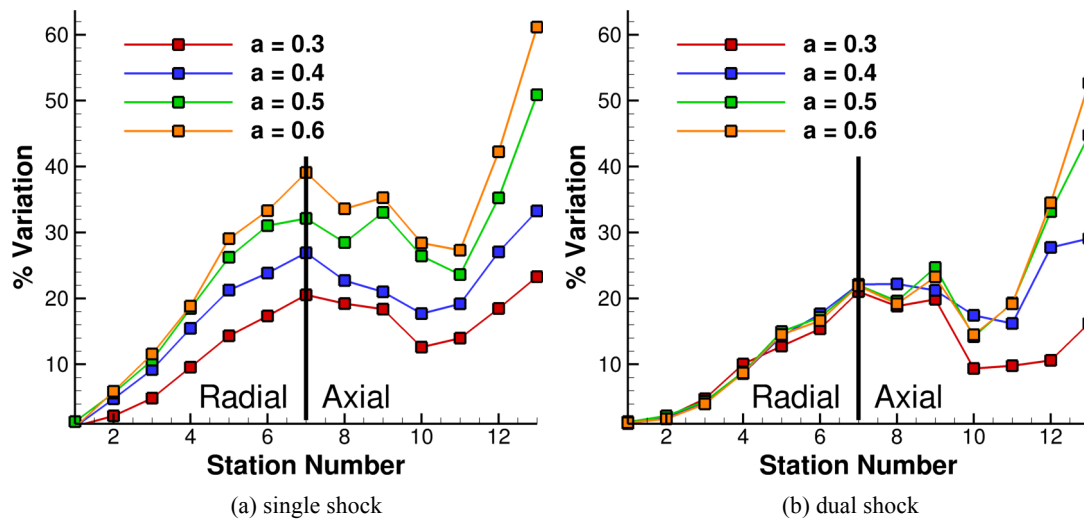 60
50
40
30
20
10
% Variation
a = 0.3
a = 0.4
a = 0.5
a = 0.6
Radial Axial
2 4 6 8 10 12
Station Number
(a) single shock
60
50
40
30
20
10
% Variation
a = 0.3
a = 0.4
a = 0.5
a = 0.6
Radial Axial
2 4 6 8 10 12
Station Number
(b) dual shock